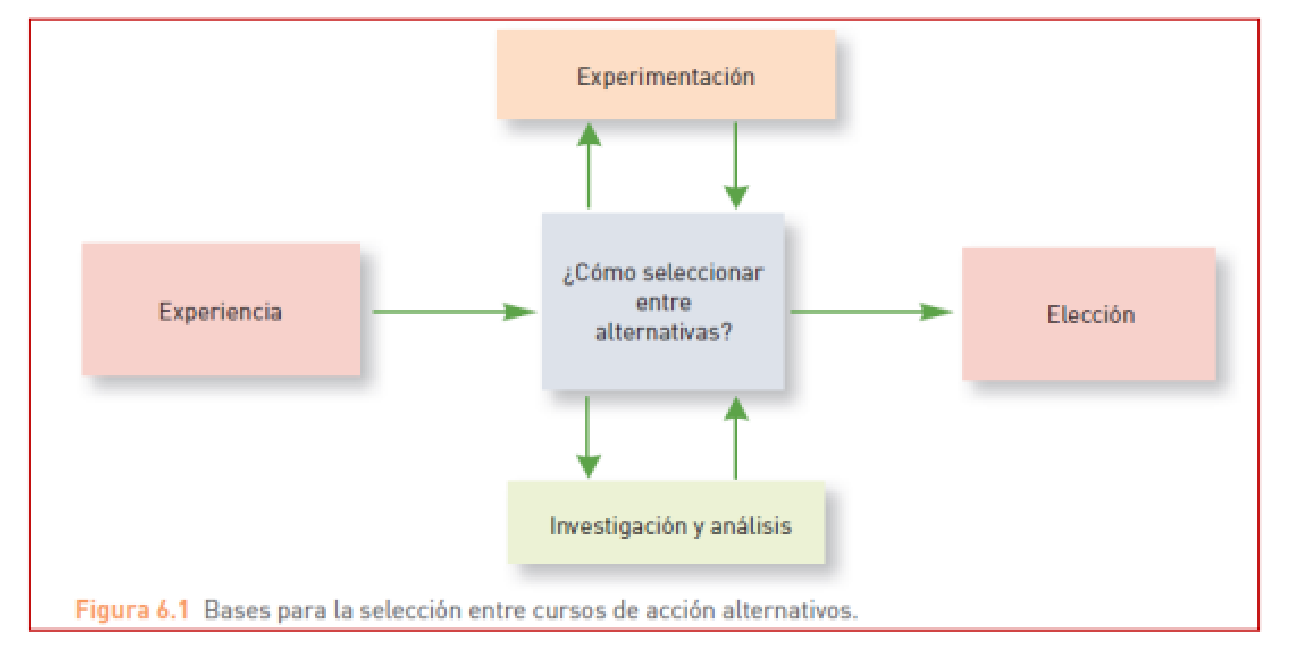 Experimentación
Experiencia
¿Cómo seleccionar
entre
alternativas?
Elección
Investigación y análisis
Figura 6.1 Bases para la selección entre cursos de acción alternativos.